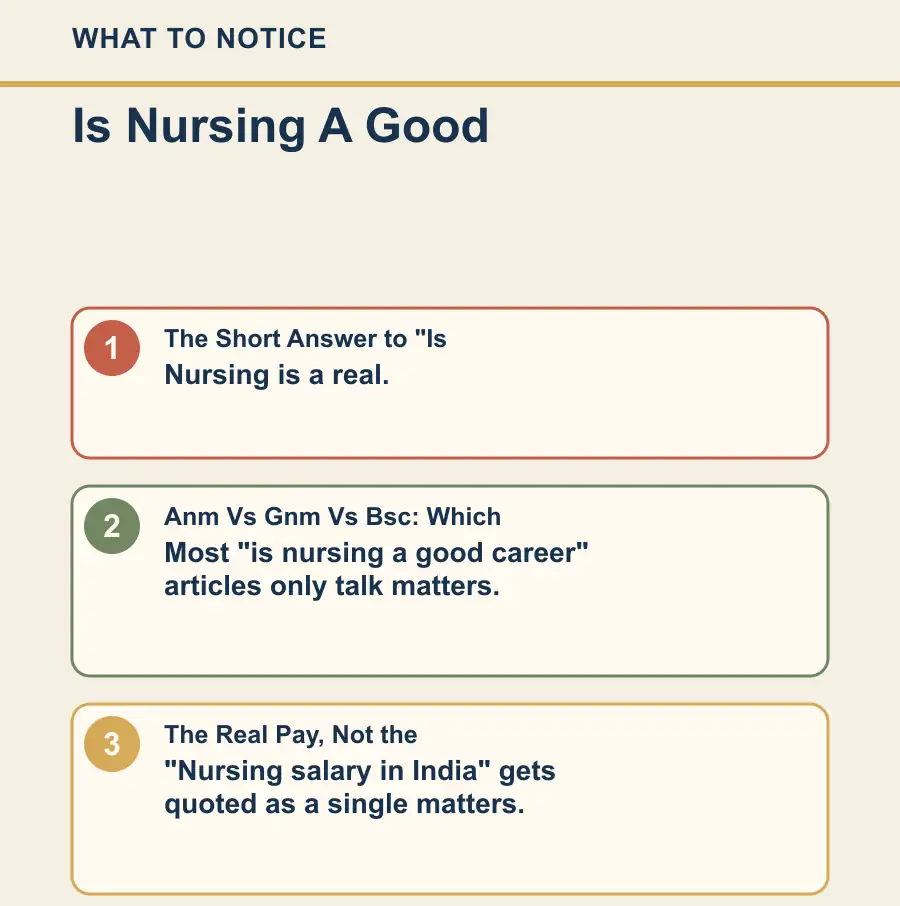 WHAT TO NOTICE
Is Nursing A Good
1
The Short Answer to "Is
Nursing is a real.
2
Anm Vs Gnm Vs Bsc: Which
Most "is nursing a good career"
articles only talk matters.
3
The Real Pay, Not the
"Nursing salary in India" gets
quoted as a single matters.